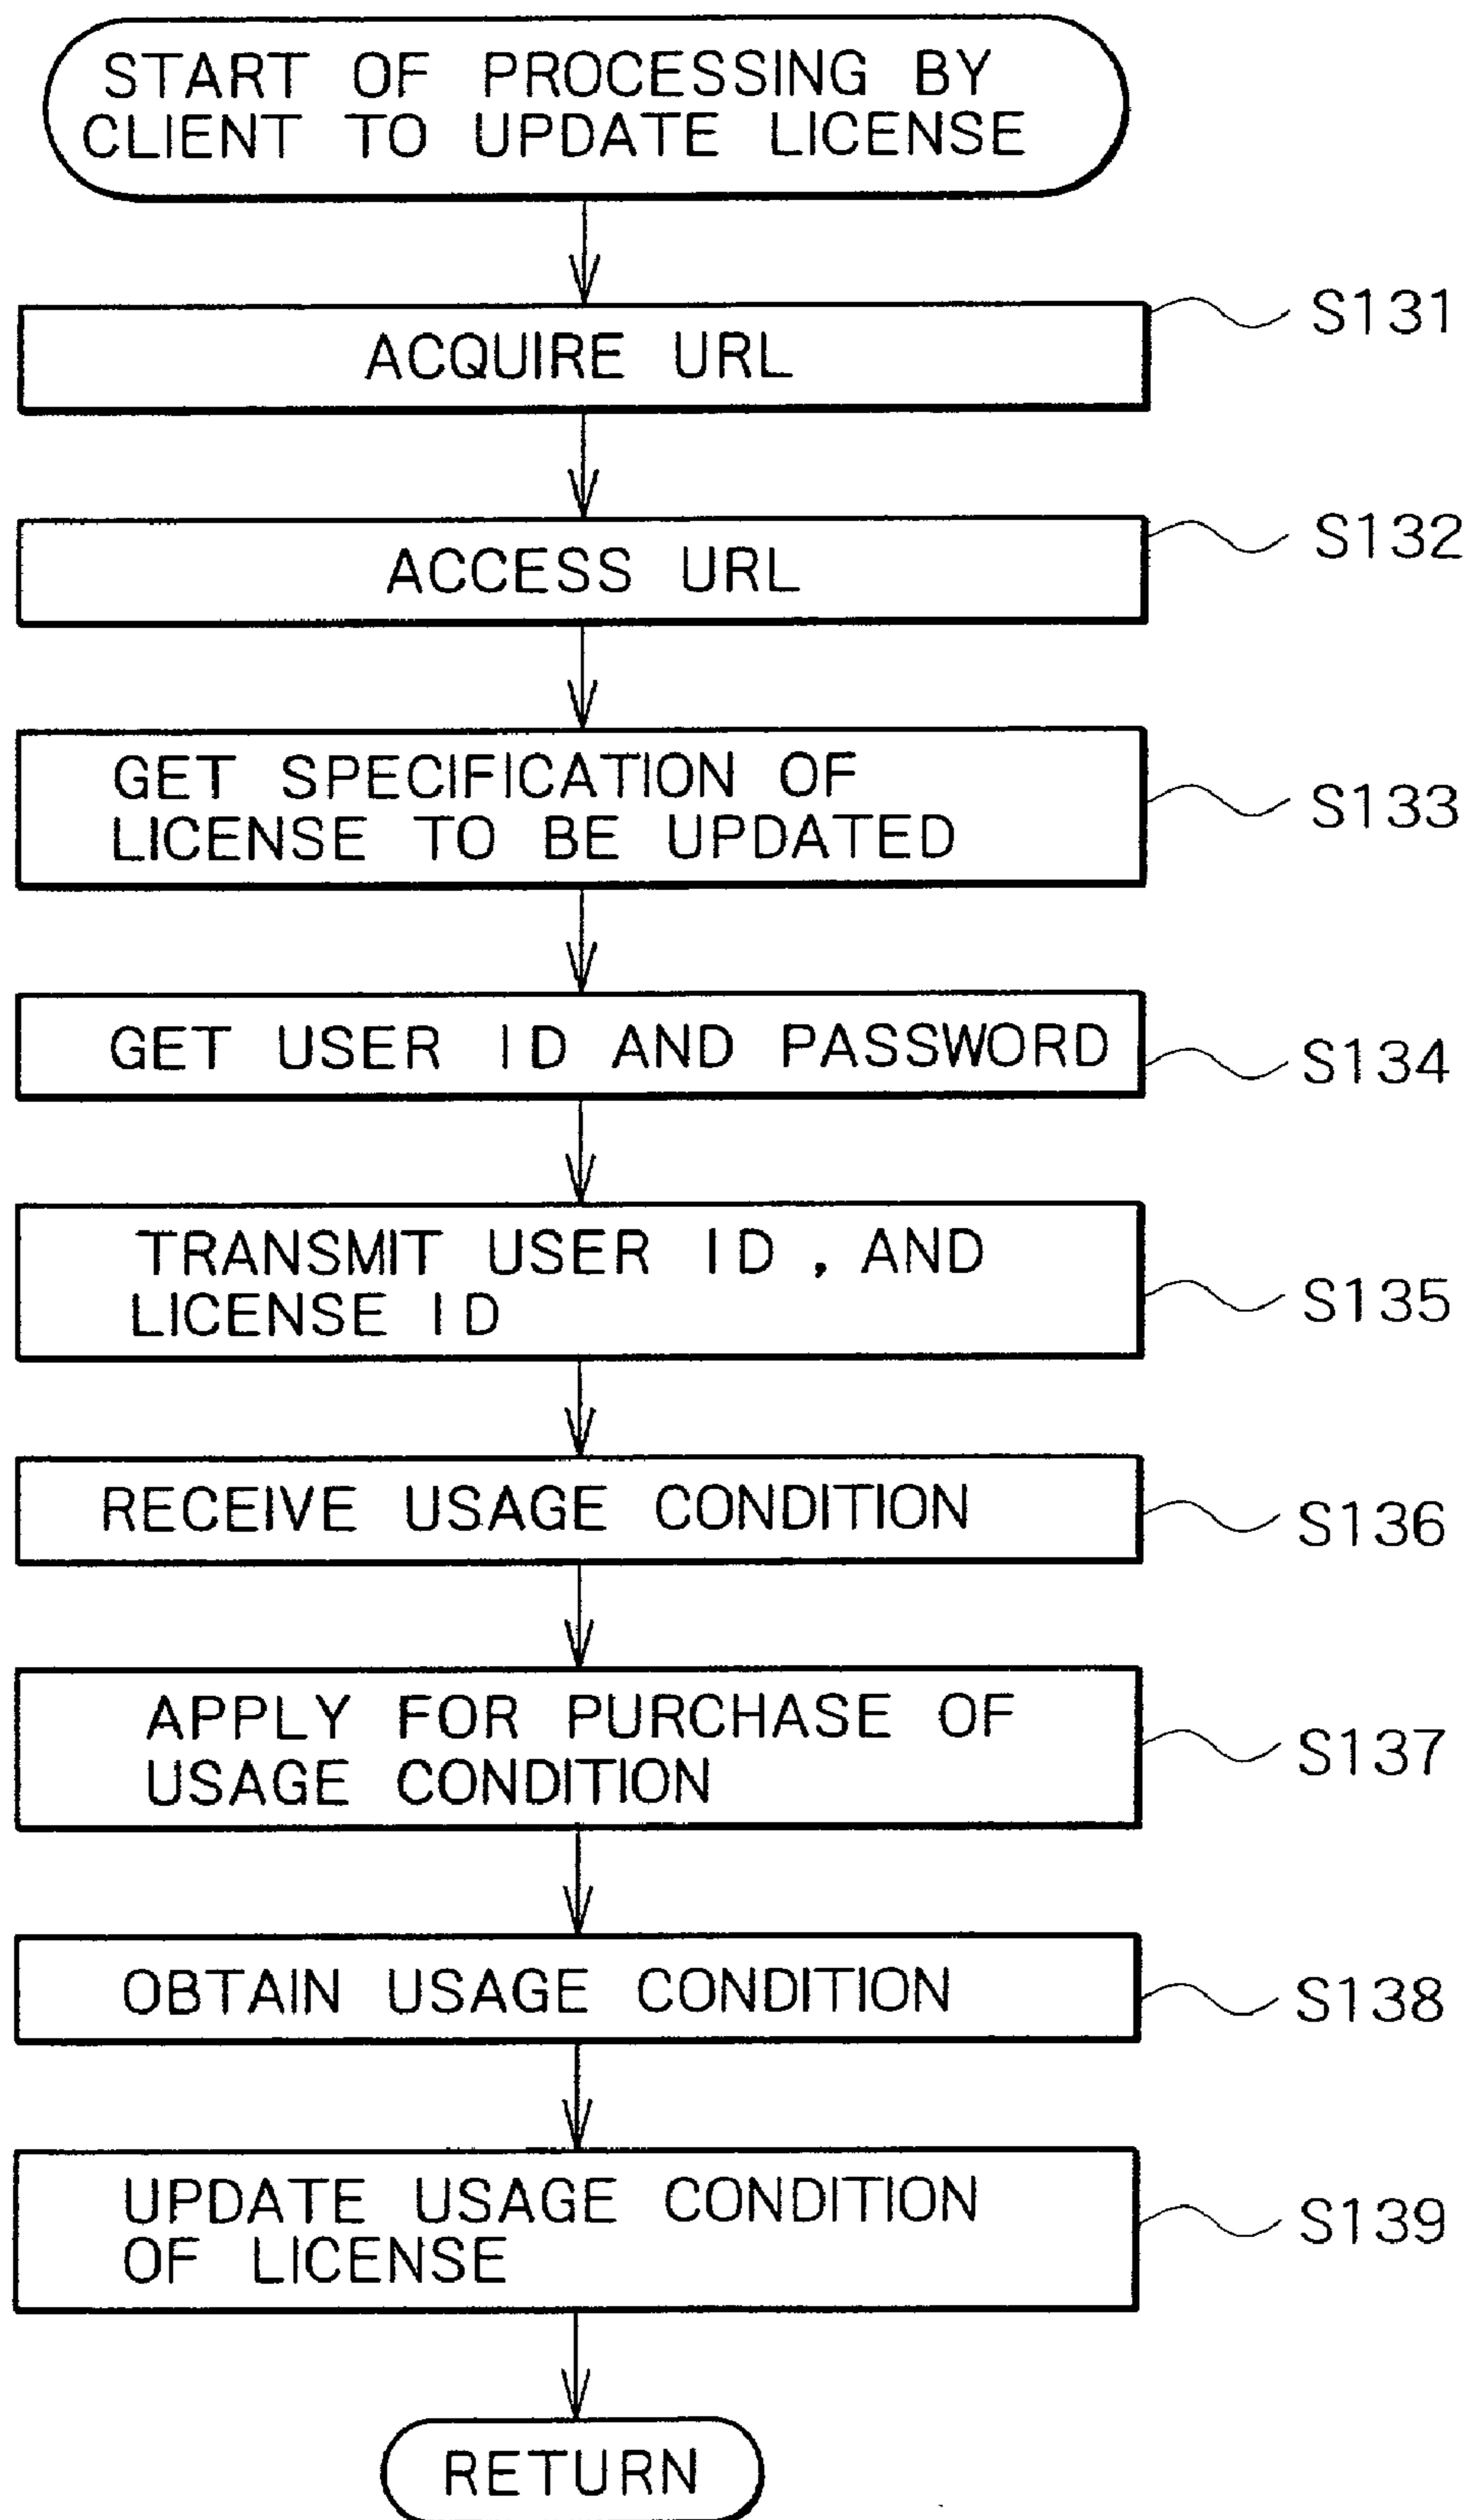 START OF PROCESSING BY
CLIENT TO UPDATE LICENSE
ACQUIRE URL
S131
ACCESS URL
S132
GET SPECIFICATION OF
LICENSE TO BE UPDATED
S133
GET USER ID AND PASSWORD
S134
TRANSMIT USER ID , AND
LICENSE ID
S135
RECEIVE USAGE CONDITION
S136
APPLY FOR PURCHASE OF
USAGE CONDITION
S137
OBTAIN USAGE CONDITION
S138
UPDATE USAGE CONDITION
OF LICENSE
S139
RETURN